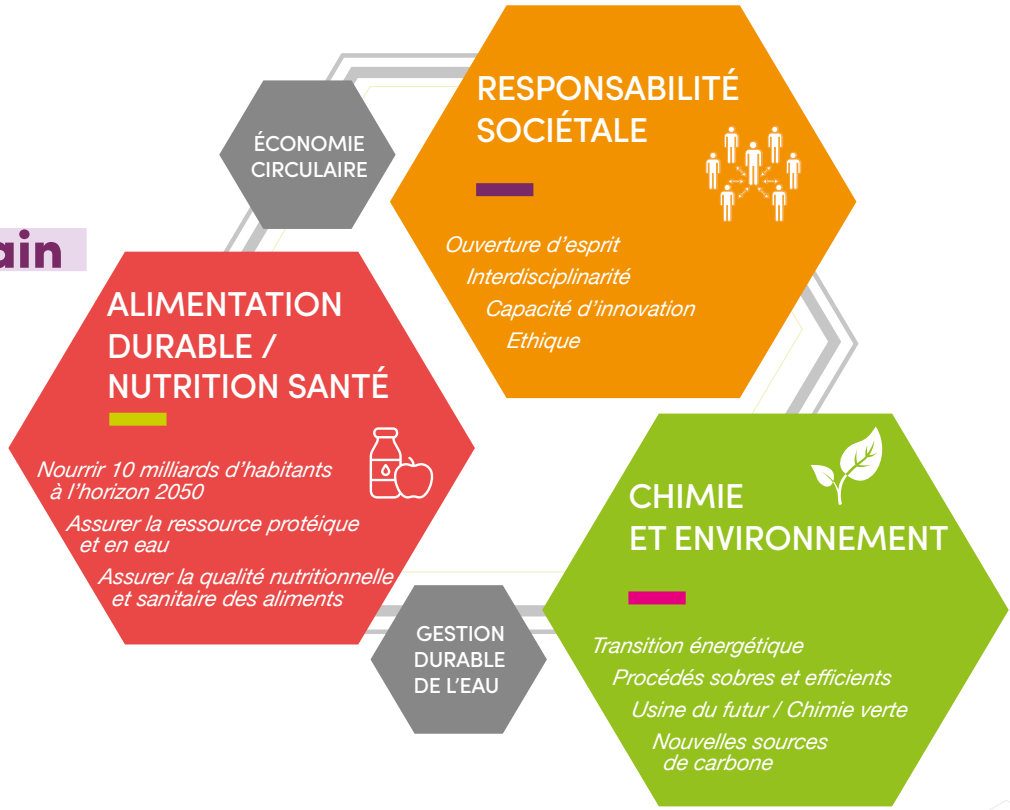 RESPONSABILITÉ
SOCIÉTALE
Ouverture d'esprit
Interdisciplinarité
Capacité d'innovation
Ethique
ÉCONOMIE
CIRCULAIRE
ain
ALIMENTATION
DURABLE /
NUTRITION SANTÉ
Nourrir 10 milliards d'habitants
à l'horizon 2050
Assurer la ressource protéique
et en eau
Assurer la qualité nutritionnelle
et sanitaire des aliments
GESTION
DURABLE
DE L'EAU
CHIMIE
ET ENVIRONNEMENT
Transition énergétique
Procédés sobres et efficients
Usine du futur / Chimie verte
Nouvelles sources
de carbone